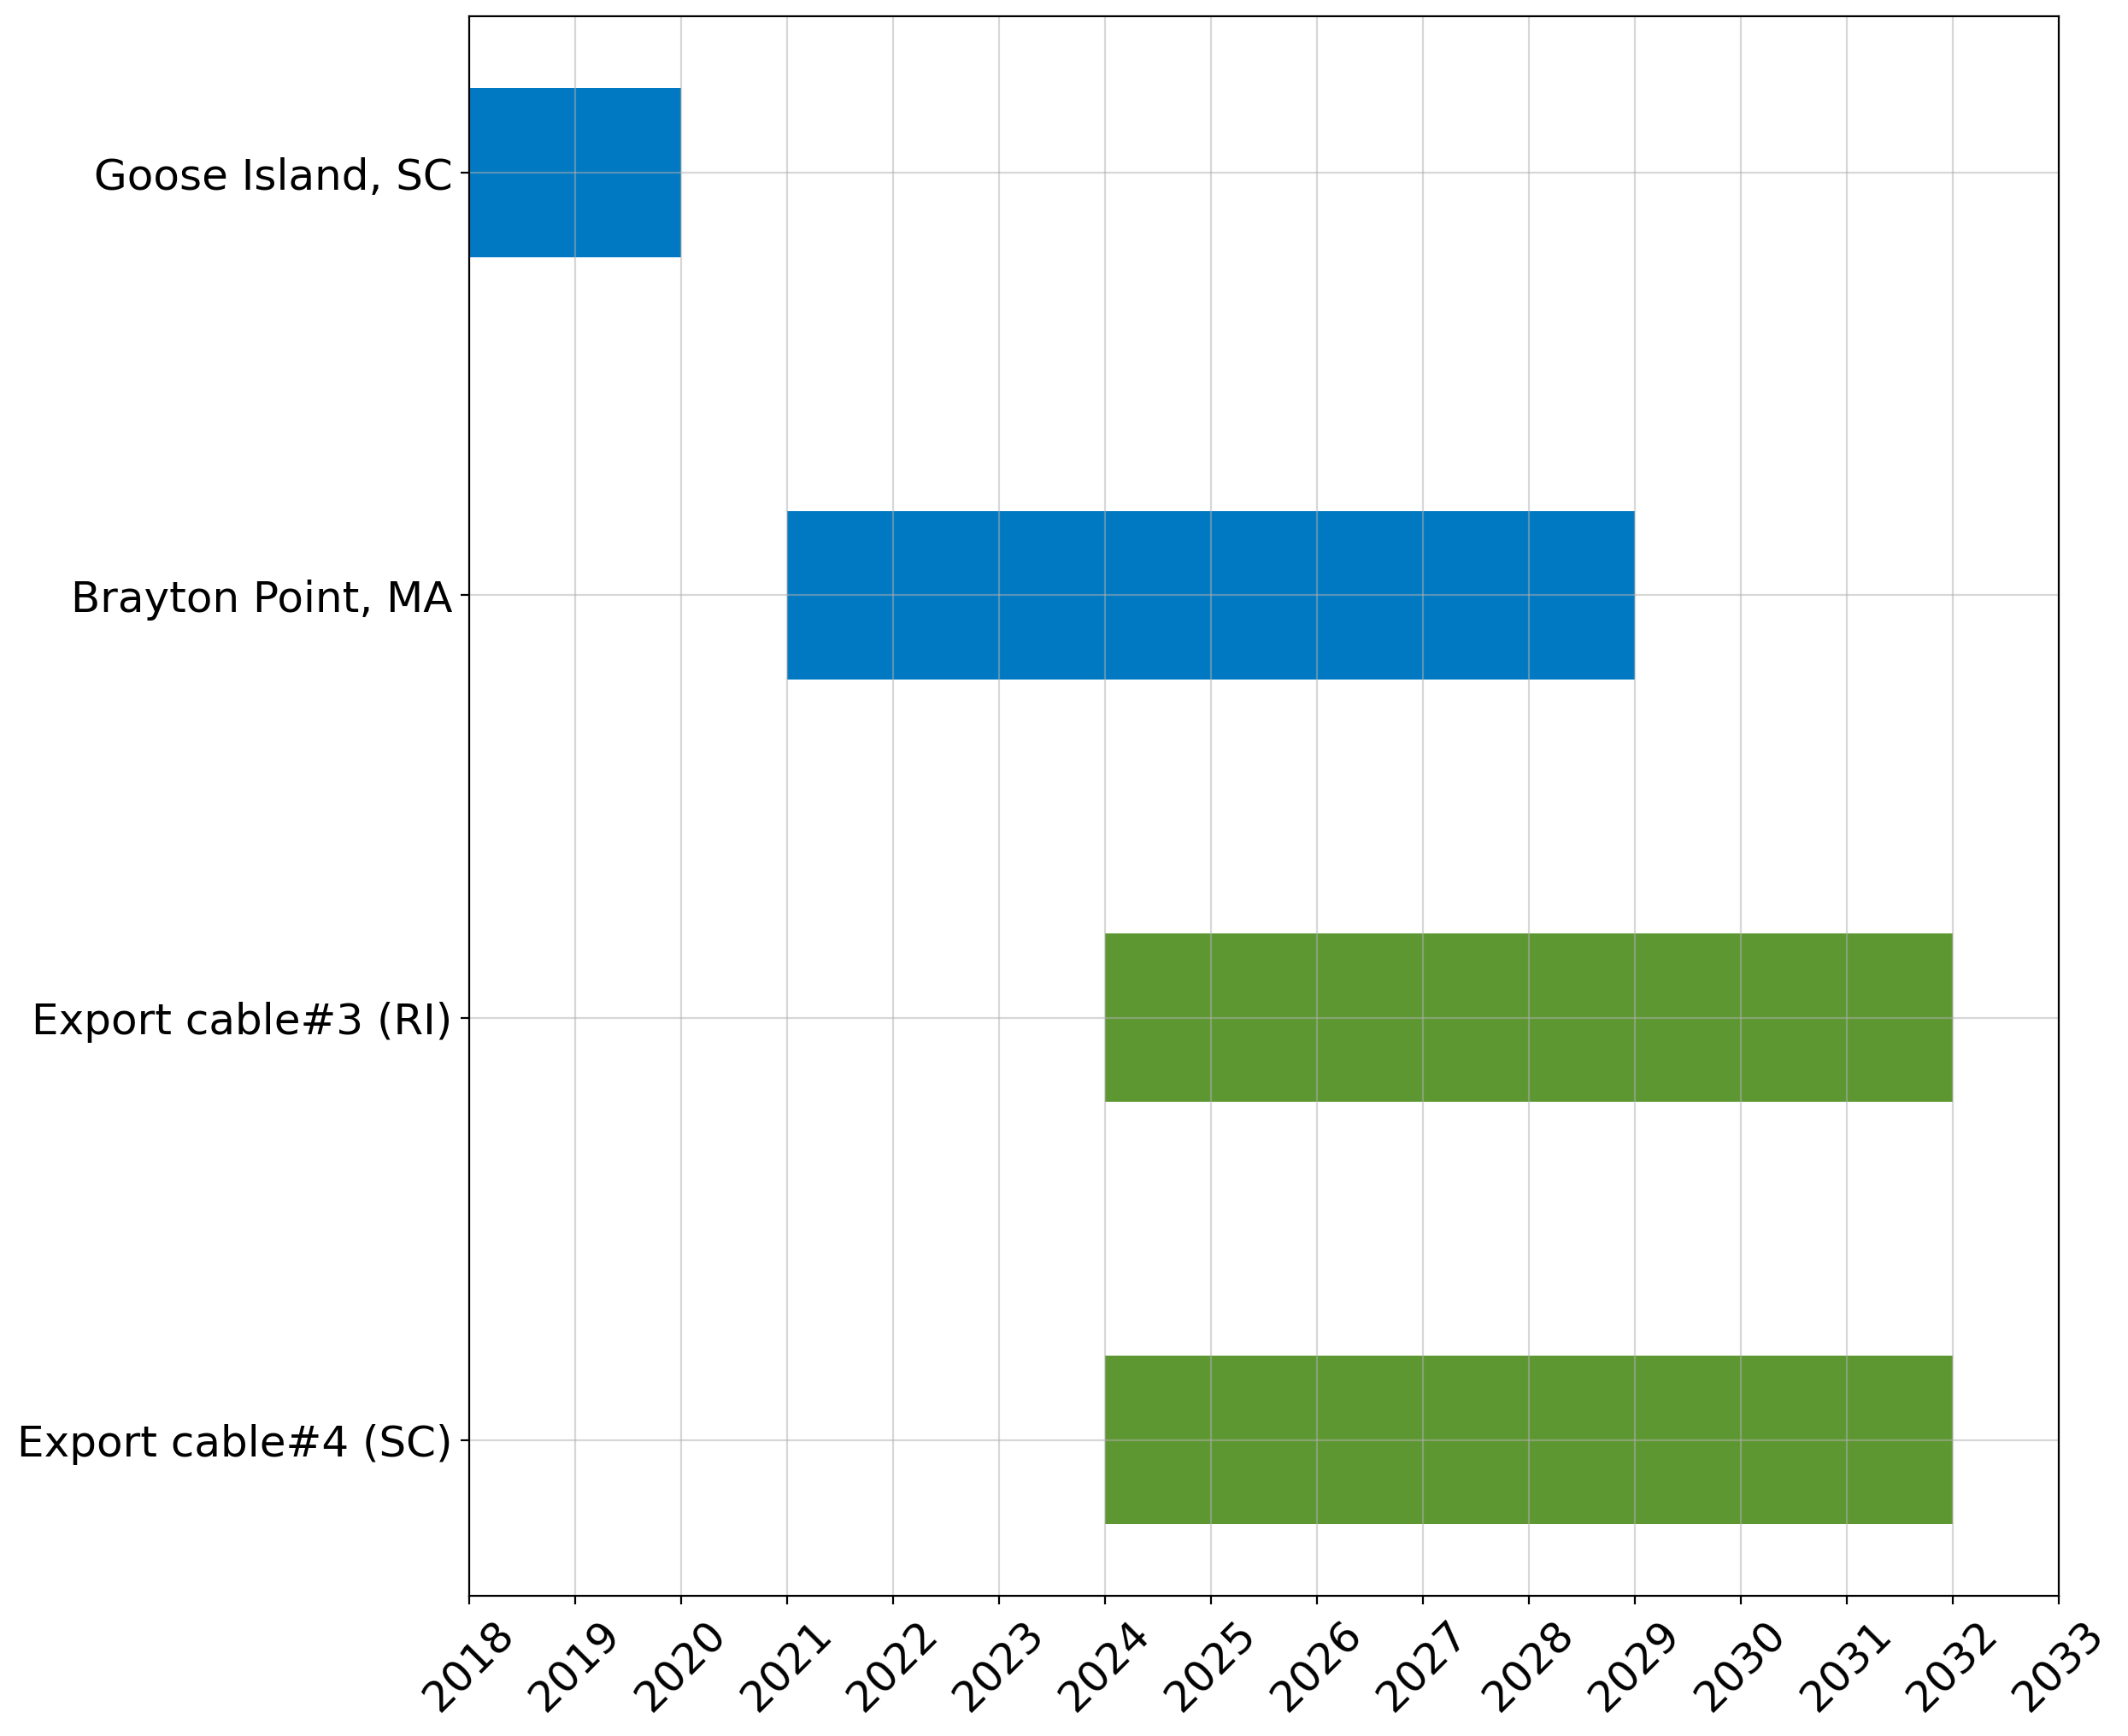 Goose Island, SC
Brayton Point, MA
Export cable#3 (RI)
Export cable#4 (SC)
2018 2019 2020 2021 2022 2023 2024 2025 2026 2027 2028 2029 2030 2031 2032 2033